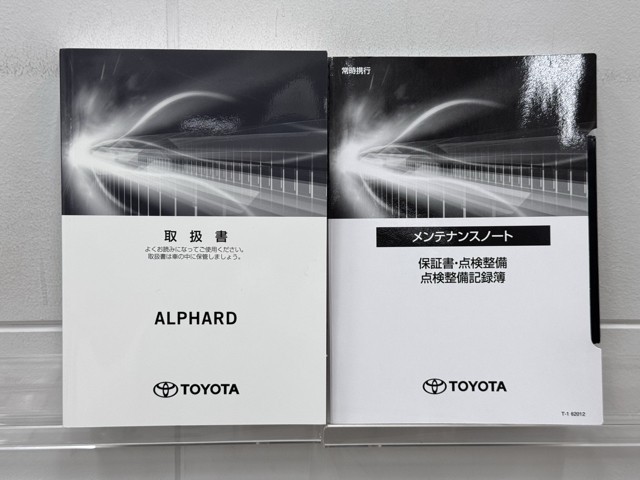 取扱書
よくお読みになってご使用ください。
取扱書は車の中に保管しましょう。
ALPHARD
TOYOTA
常時携行
メンテナンスノート
保証書・点検整備
点検整備記録簿
TOYOTA
T-1 62012